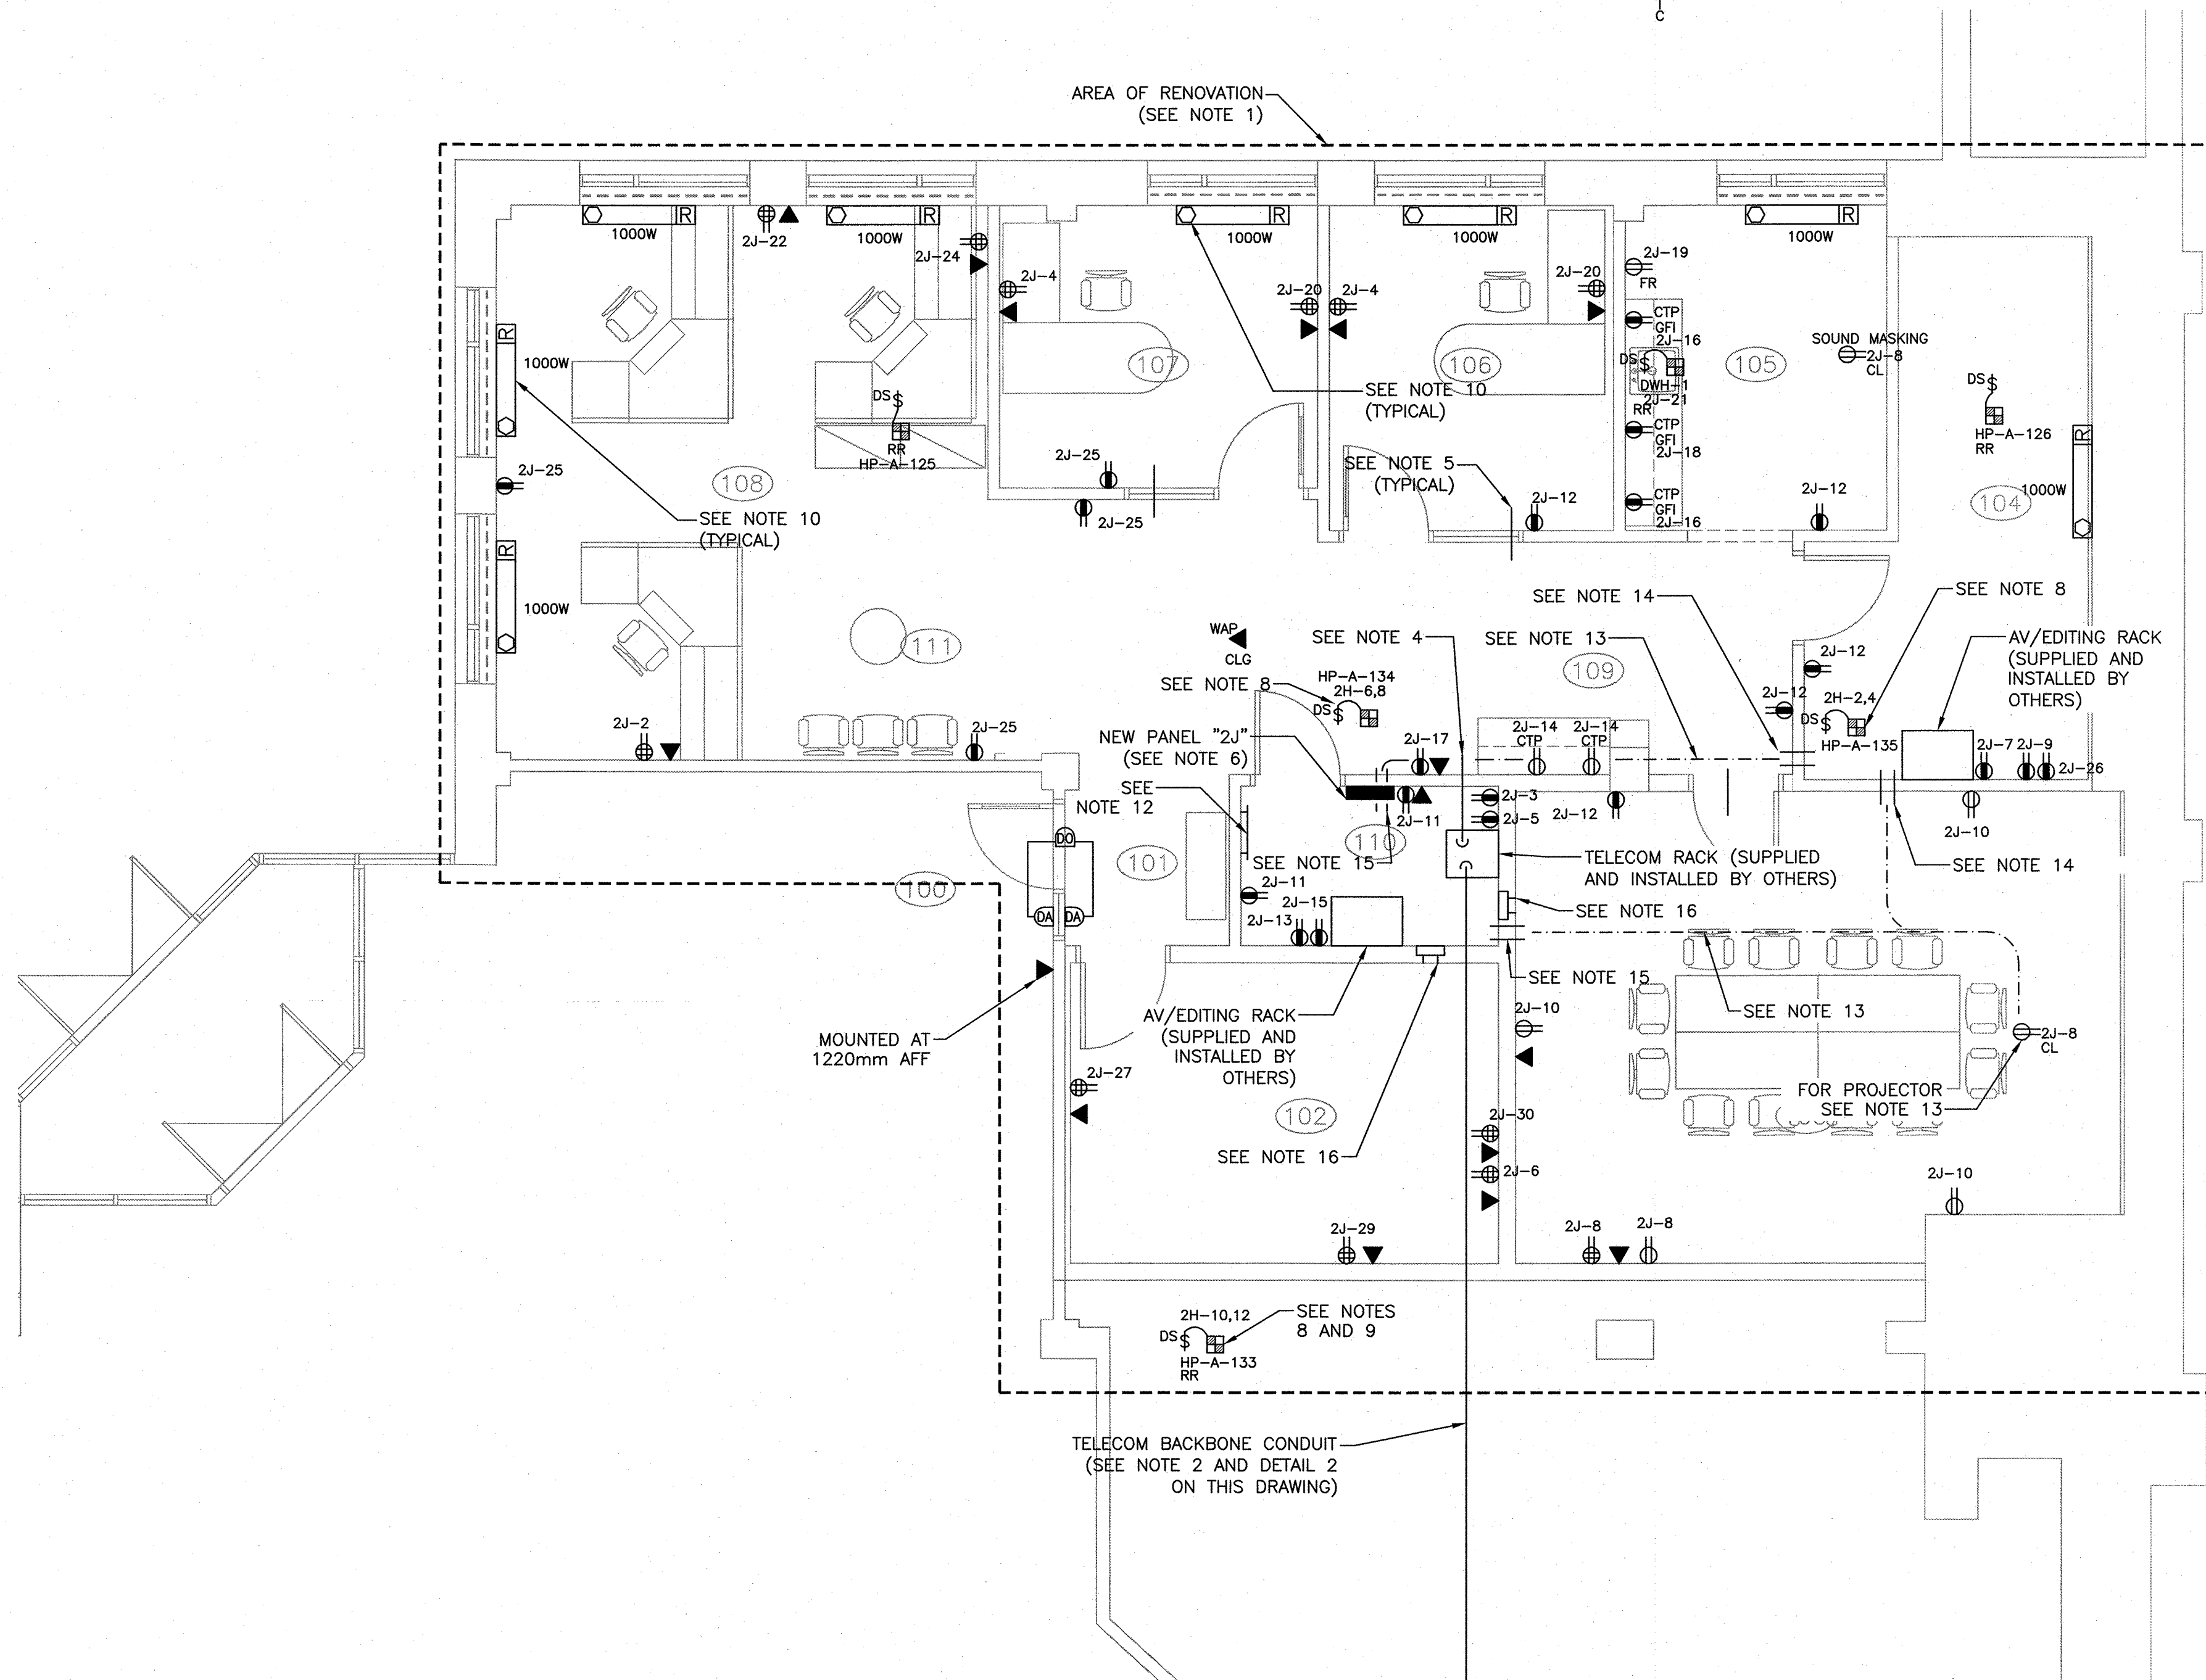 C
AREA OF RENOVATION
(SEE NOTE 1)
R
R
R
R
R
1000W
2J-22
1000W
2J-24
1000W
1000W
1000W
2J-4
2J-20
2J-4
2J-20
2J-19
FR
CTP
GFI
2J-16
SOUND MASKING
2J-8
CL
R
1000W
107
106
105
DS$
DWH-1
2J-21
RR
SEE NOTE 10
(TYPICAL)
DS$
RR
HP-A-125
DS$
HP-A-126
RR
R
CTP
GFI
2J-18
2J-25
108
2J-25
SEE NOTE 5
(TYPICAL)
2J-12
CTP
GFI
2J-16
2J-12
1000W
104
SEE NOTE 10
(TYPICAL)
2J-25
R
1000W
SEE NOTE 14
SEE NOTE 8
WAP
CLG
SEE NOTE 4
SEE NOTE 13
111
109
AV/EDITING RACK
(SUPPLIED AND
INSTALLED BY
OTHERS)
2J-12
HP-A-134
2H-6,8
SEE NOTE 8
DS$
2J-12
2H-2,4
DS$
HP-A-135
2J-2
2J-25
NEW PANEL "2J"
(SEE NOTE 6)
2J-17
2J-14
CTP
2J-14
CTP
2J-7
2J-9
2J-26
SEE
NOTE 12
2J-11
2J-3
2J-5
2J-12
2J-10
DO
110
101
SEE NOTE 15
TELECOM RACK (SUPPLIED
AND INSTALLED BY OTHERS)
SEE NOTE 14
100
2J-11
DA
DA
2J-15
2J-13
SEE NOTE 16
SEE NOTE 15
AV/EDITING RACK
(SUPPLIED AND
INSTALLED BY
OTHERS)
2J-10
SEE NOTE 13
MOUNTED AT
1220mm AFF
2J-8
CL
2J-27
FOR PROJECTOR
SEE NOTE 13
102
2J-30
SEE NOTE 16
2J-6
2J-10
2J-29
2J-8
2J-8
2H-10,12
DS$
HP-A-133
RR
SEE NOTES
8 AND 9
TELECOM BACKBONE CONDUIT
(SEE NOTE 2 AND DETAIL 2
ON THIS DRAWING)